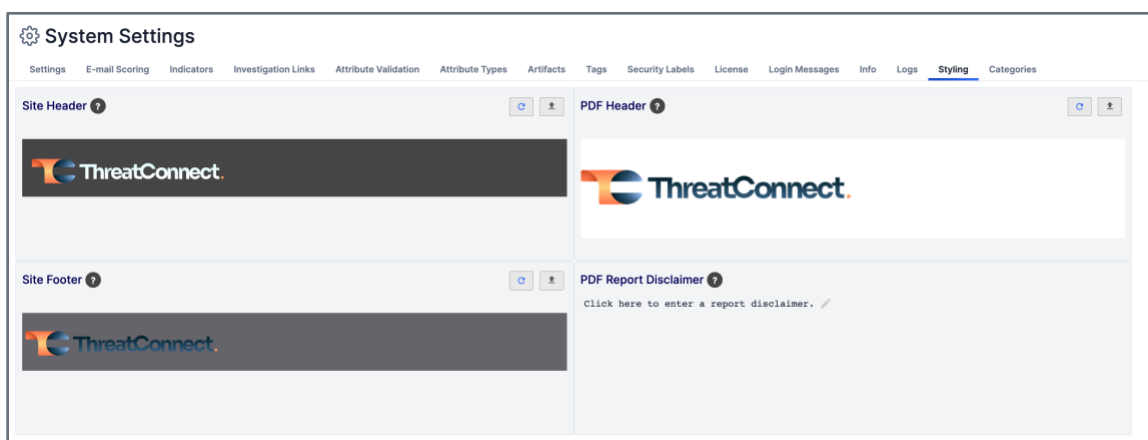 System Settings
Settings E-mail Scoring Indicators Investigation Links Attribute Validation Attribute Types Artifacts Tags Security Labels License Login Messages Info Logs Styling Categories
Site Header ?
ThreatConnect.
PDF Header ?
ThreatConnect.
Site Footer ?
ThreatConnect.
PDF Report Disclaimer ?
Click here to enter a report disclaimer.